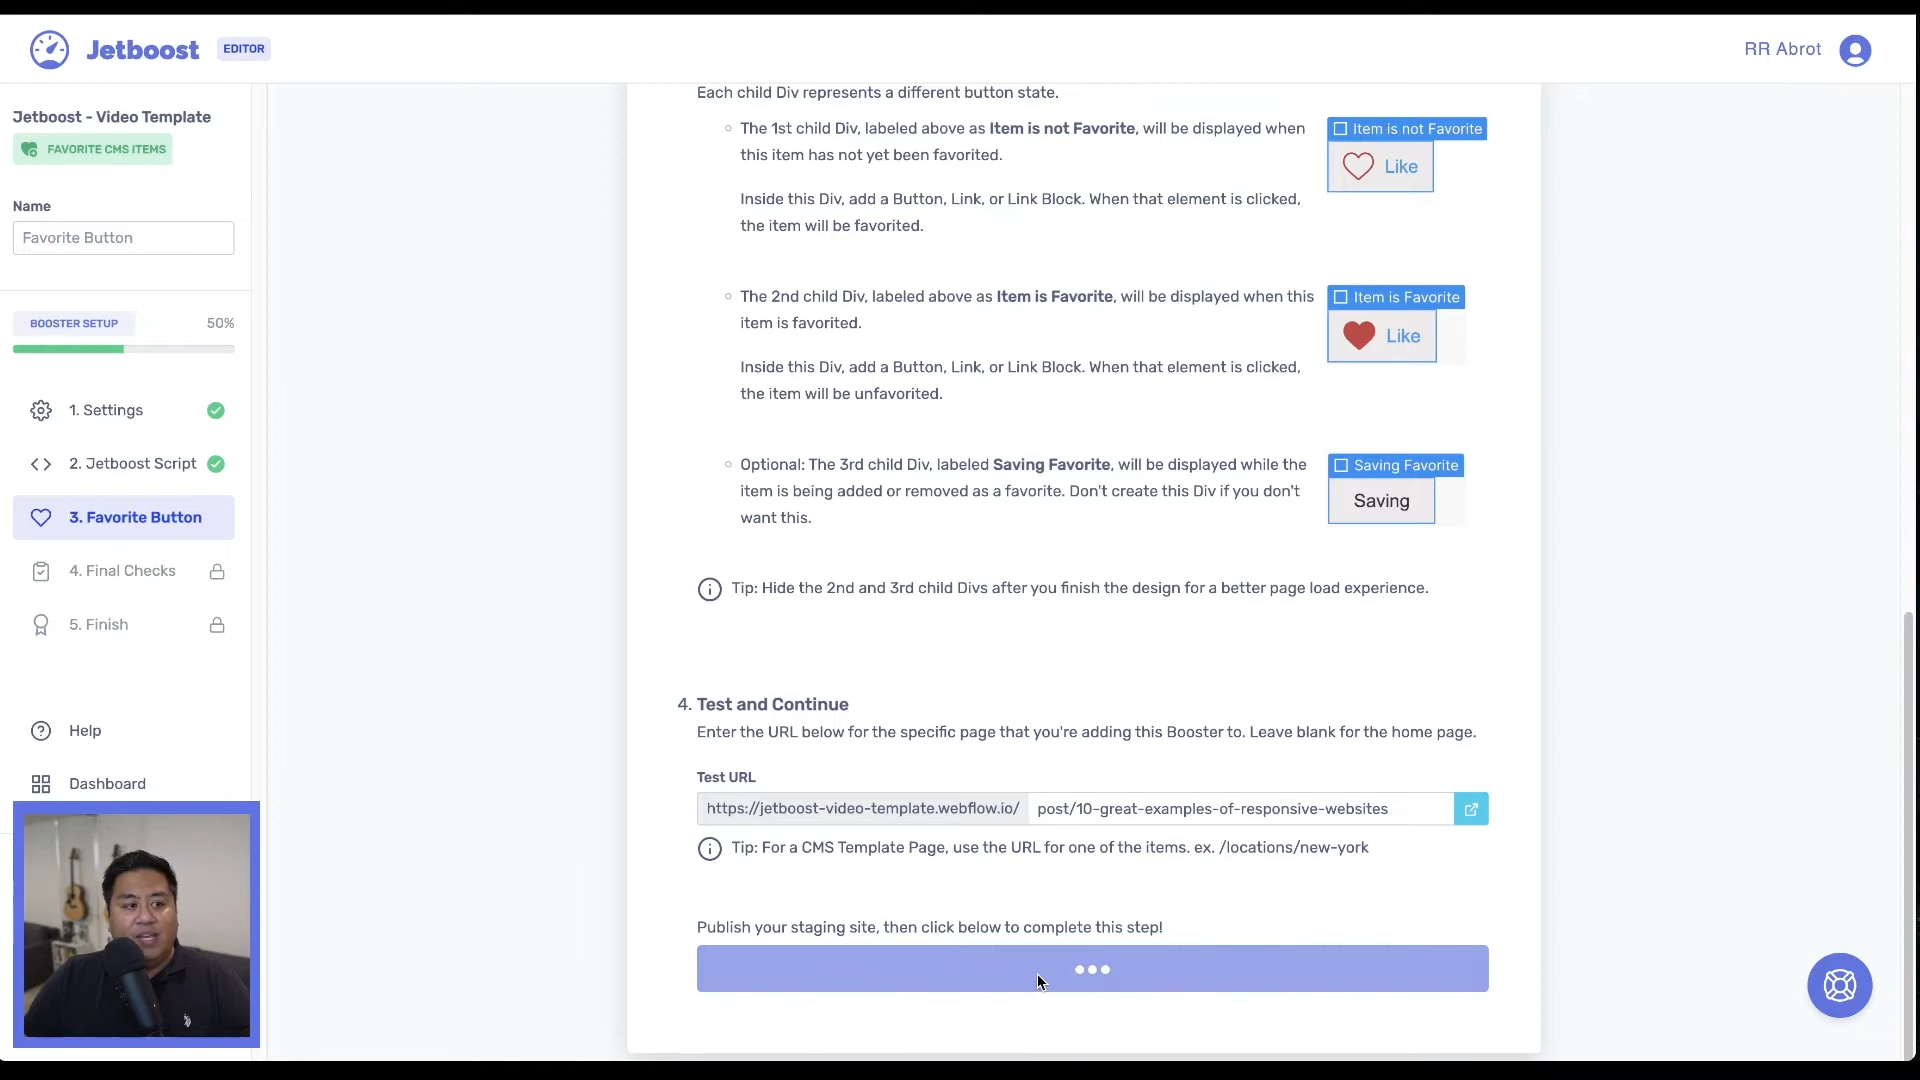 Jetboost EDITOR
RR Abrot
Jetboost - Video Template
FAVORITE CMS ITEMS
Name
Favorite Button
BOOSTER SETUP 50%
1. Settings
2. Jetboost Script
3. Favorite Button
4. Final Checks
5. Finish
Help
Dashboard
Each child Div represents a different button state.
The 1st child Div, labeled above as Item is not Favorite, will be displayed when
this item has not yet been favorited.
Inside this Div, add a Button, Link, or Link Block. When that element is clicked,
the item will be favorited.
Item is not Favorite
Like
The 2nd child Div, labeled above as Item is Favorite, will be displayed when this
item is favorited.
Inside this Div, add a Button, Link, or Link Block. When that element is clicked,
the item will be unfavorited.
Item is Favorite
Like
Optional: The 3rd child Div, labeled Saving Favorite, will be displayed while the
item is being added or removed as a favorite. Don't create this Div if you don't
want this.
Saving Favorite
Saving
Tip: Hide the 2nd and 3rd child Divs after you finish the design for a better page load experience.
4. Test and Continue
Enter the URL below for the specific page that you're adding this Booster to. Leave blank for the home page.
Test URL
https://jetboost-video-template.webflow.io/ post/10-great-examples-of-responsive-websites
Tip: For a CMS Template Page, use the URL for one of the items. ex. /locations/new-york
Publish your staging site, then click below to complete this step!